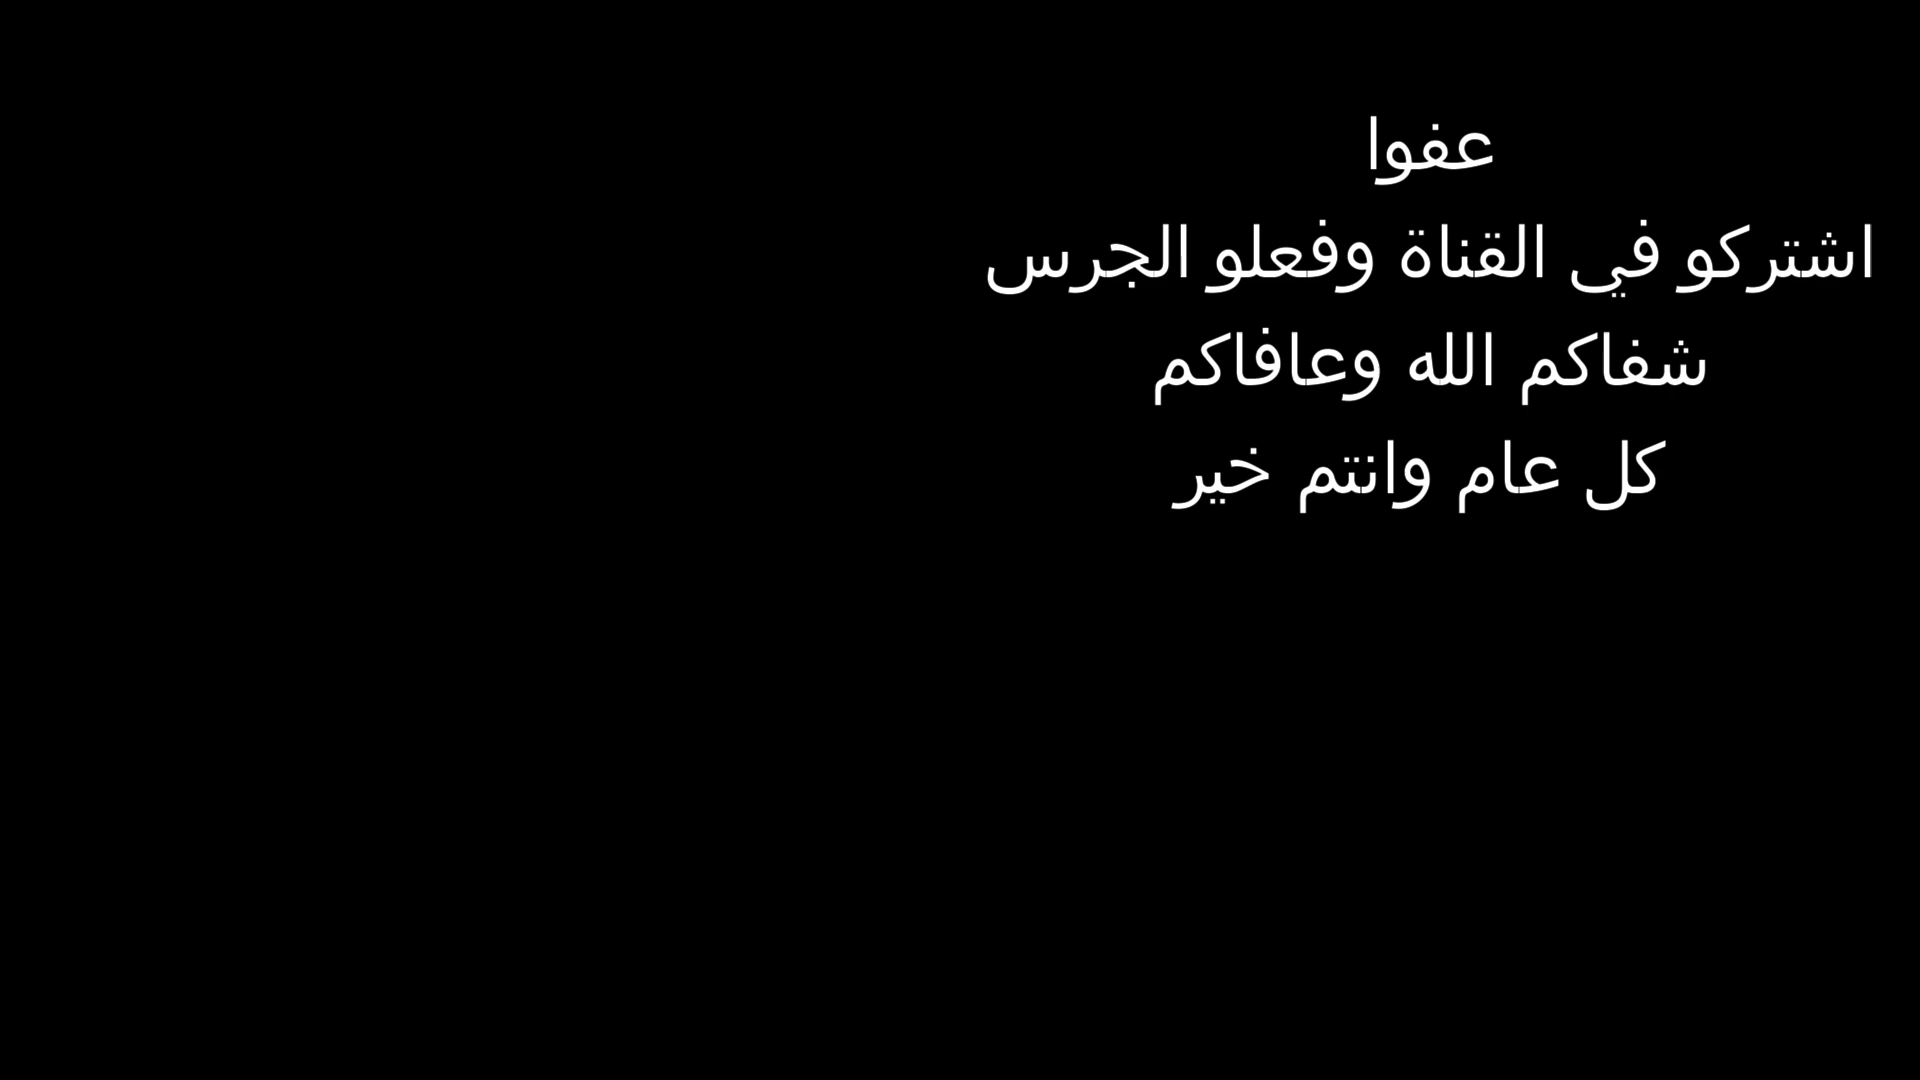 عفوا
اشتركو في القناة وفعلو الجرس
شفاكم الله وعافاكم
كل عام وانتم خير